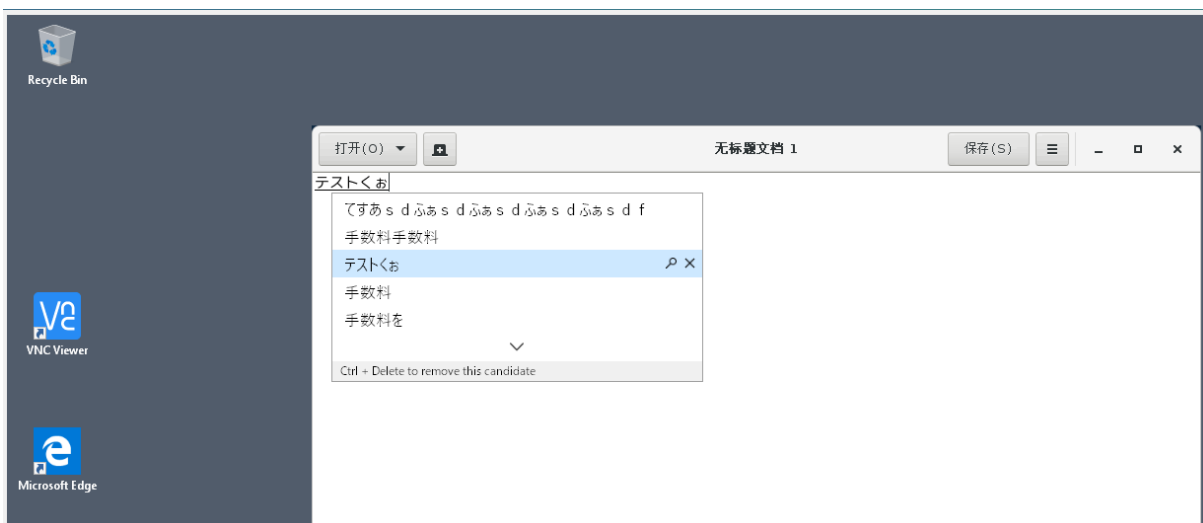 Recycle Bin
打开(O)
无标题文档 1
保存(S)
テストくぉ
てすあｓｄふぁｓｄふぁｓｄふぁｓｄふぁｓｄｆ
手数料手数料
テストくぉ
手数料
手数料を
Ctrl + Delete to remove this candidate
VNC Viewer
Microsoft Edge